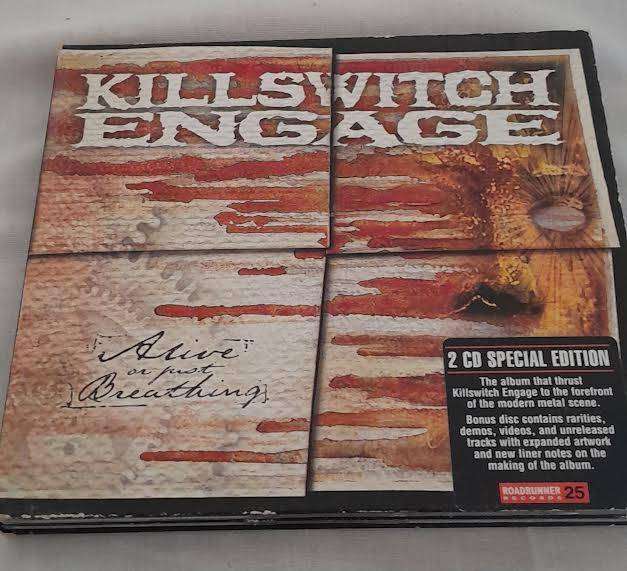 KILLSWITCH
ENGAGE
Alive
or just
Breathing
2 CD SPECIAL EDITION
The album that thrust
Killswitch Engage to the forefront
of the modern metal scene.
Bonus disc contains rarities,
demos, videos, and unreleased
tracks with expanded artwork
and new liner notes on the
making of the album.
ROADRUNNER
RECORDS 25